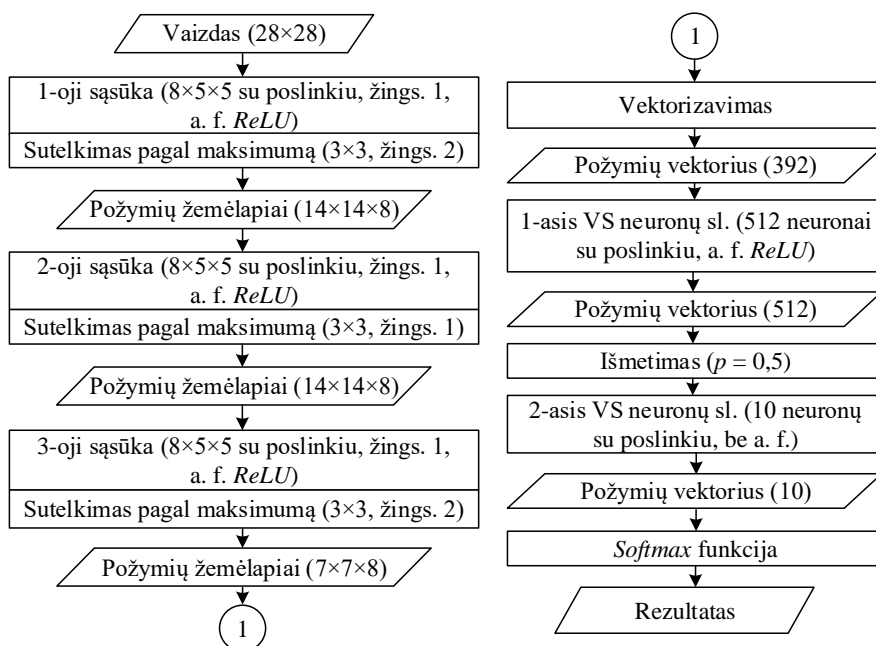 Vaizdas (28×28)
1-oji sąsūka (8×5×5 su poslinkiu, žings. 1,
a. f. ReLU)
Sutelkimas pagal maksimumą (3×3, žings. 2)
Požymių žemėlapiai (14×14×8)
2-oji sąsūka (8×5×5 su poslinkiu, žings. 1,
a. f. ReLU)
Sutelkimas pagal maksimumą (3×3, žings. 1)
Požymių žemėlapiai (14×14×8)
3-oji sąsūka (8×5×5 su poslinkiu, žings. 1,
a. f. ReLU)
Sutelkimas pagal maksimumą (3×3, žings. 2)
Požymių žemėlapiai (7×7×8)
1
1
Vektorizavimas
Požymių vektorius (392)
1-asis VS neuronų sl. (512 neuronai
su poslinkiu, a. f. ReLU)
Požymių vektorius (512)
Išmetimas (p = 0,5)
2-asis VS neuronų sl. (10 neuronų
su poslinkiu, be a. f.)
Požymių vektorius (10)
Softmax funkcija
Rezultatas